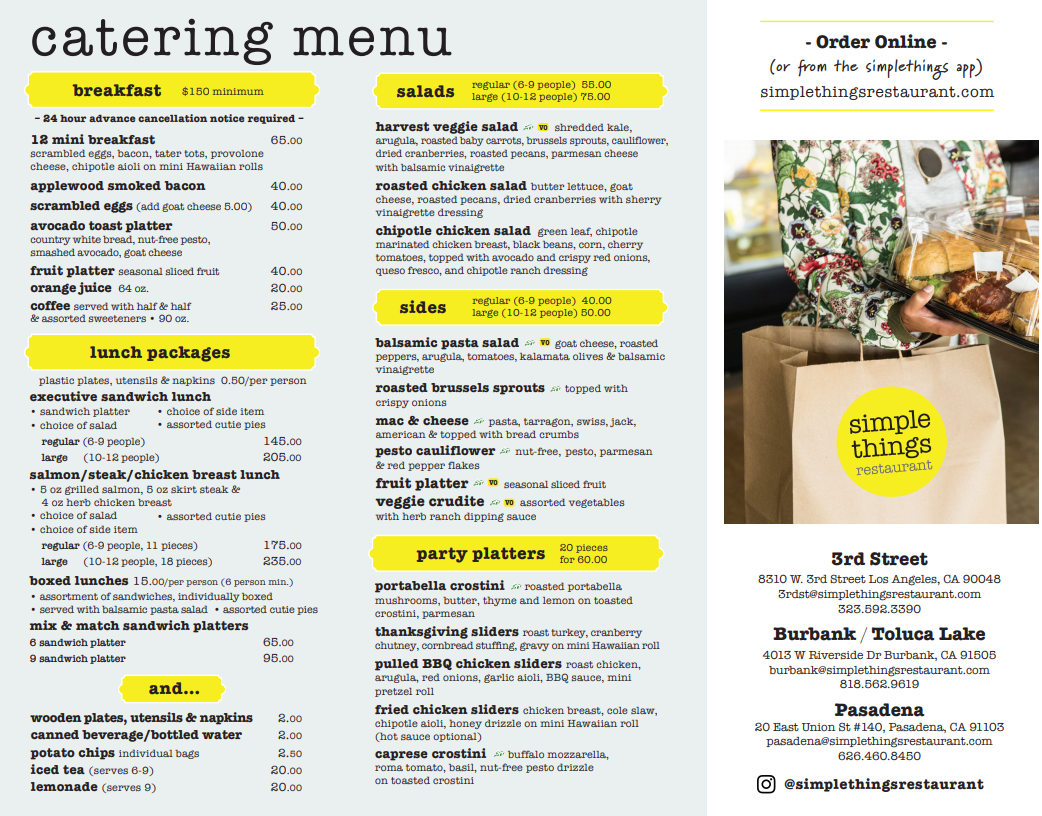 catering menu
breakfast $150 minimum
- 24 hour advance cancellation notice required -
12 mini breakfast 65.00
scrambled eggs, bacon, tater tots, provolone
cheese, chipotle aioli on mini Hawaiian rolls
applewood smoked bacon 40.00
scrambled eggs (add goat cheese 5.00) 40.00
avocado toast platter 50.00
country white bread, nut-free pesto,
smashed avocado, goat cheese
fruit platter seasonal sliced fruit 40.00
orange juice 64 oz. 20.00
coffee served with half & half 25.00
& assorted sweeteners • 90 oz.
lunch packages
plastic plates, utensils & napkins 0.50/per person
executive sandwich lunch
• sandwich platter • choice of side item
• choice of salad • assorted cutie pies
regular (6-9 people) 145.00
large (10-12 people) 205.00
salmon/steak/chicken breast lunch
• 5 oz grilled salmon, 5 oz skirt steak &
4 oz herb chicken breast
• choice of salad • assorted cutie pies
• choice of side item
regular (6-9 people, 11 pieces) 175.00
large (10-12 people, 18 pieces) 235.00
boxed lunches 15.00/per person (6 person min.)
• assortment of sandwiches, individually boxed
• served with balsamic pasta salad • assorted cutie pies
mix & match sandwich platters
6 sandwich platter 65.00
9 sandwich platter 95.00
and...
wooden plates, utensils & napkins 2.00
canned beverage/bottled water 2.00
potato chips individual bags 2.50
iced tea (serves 6-9) 20.00
lemonade (serves 9) 20.00
salads regular (6-9 people) 55.00
large (10-12 people) 75.00
harvest veggie salad VO shredded kale,
arugula, roasted baby carrots, brussels sprouts, cauliflower,
dried cranberries, roasted pecans, parmesan cheese
with balsamic vinaigrette
roasted chicken salad butter lettuce, goat
cheese, roasted pecans, dried cranberries with sherry
vinaigrette dressing
chipotle chicken salad green leaf, chipotle
marinated chicken breast, black beans, corn, cherry
tomatoes, topped with avocado and crispy red onions,
queso fresco, and chipotle ranch dressing
sides regular (6-9 people) 40.00
large (10-12 people) 50.00
balsamic pasta salad VO goat cheese, roasted
peppers, arugula, tomatoes, kalamata olives & balsamic
vinaigrette
roasted brussels sprouts topped with
crispy onions
mac & cheese pasta, tarragon, swiss, jack,
american & topped with bread crumbs
pesto cauliflower nut-free, pesto, parmesan
& red pepper flakes
fruit platter VO seasonal sliced fruit
veggie crudite VO assorted vegetables
with herb ranch dipping sauce
party platters 20 pieces
for 60.00
portabella crostini roasted portabella
mushrooms, butter, thyme and lemon on toasted
crostini, parmesan
thanksgiving sliders roast turkey, cranberry
chutney, cornbread stuffing, gravy on mini Hawaiian roll
pulled BBQ chicken sliders roast chicken,
arugula, red onions, garlic aioli, BBQ sauce, mini
pretzel roll
fried chicken sliders chicken breast, cole slaw,
chipotle aioli, honey drizzle on mini Hawaiian roll
(hot sauce optional)
caprese crostini buffalo mozzarella,
roma tomato, basil, nut-free pesto drizzle
on toasted crostini
- Order Online -
(or from the simplethings app)
simplethingsrestaurant.com
simple
things
restaurant
3rd Street
8310 W. 3rd Street Los Angeles, CA 90048
3rdst@simplethingsrestaurant.com
323.592.3390
Burbank / Toluca Lake
4013 W Riverside Dr Burbank, CA 91505
burbank@simplethingsrestaurant.com
818.562.9619
Pasadena
20 East Union St #140, Pasadena, CA 91103
pasadena@simplethingsrestaurant.com
626.460.8450
@simplethingsrestaurant